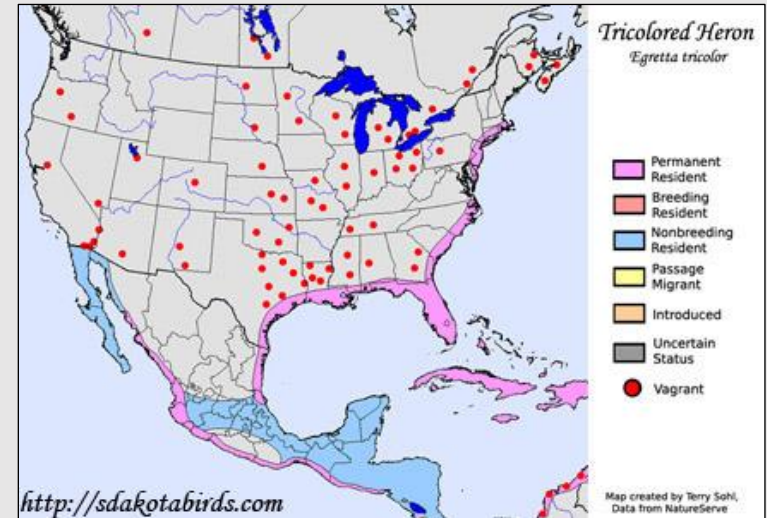 Tricolored Heron
Egretta tricolor
Permanent
Resident
Breeding
Resident
Nonbreeding
Resident
Passage
Migrant
Introduced
Uncertain
Status
Vagrant
Map created by Terry Sohl,
Data from NatureServe
http://sdakotabirds.com